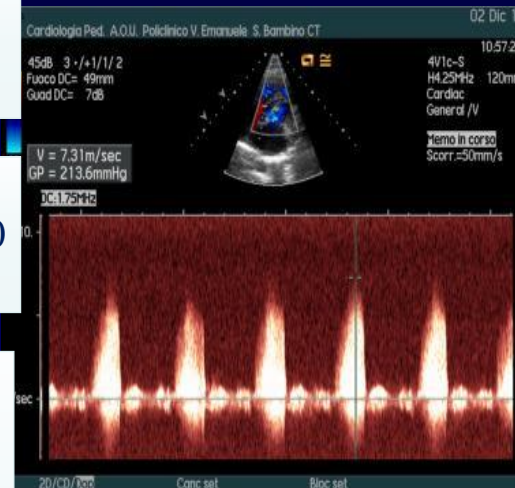 02 Dic 1
Cardiologia Ped. A.O.U. Policlinico V. Emanuele S. Bambino CT
10:57:2
45dB 3 •/+1/1/ 2
Fuoco DC= 49mm
Guad DC= 7dB
4V1c-S
H4.25MHz 120mm
Cardiac
General /V
Memo in corso
Scorr.=50mm/s
V = 7.31m/sec
GP = 213.6mmHg
DC:1.75MHz
)
10.
sec
2D/CD/Dop Canc set Bloc set